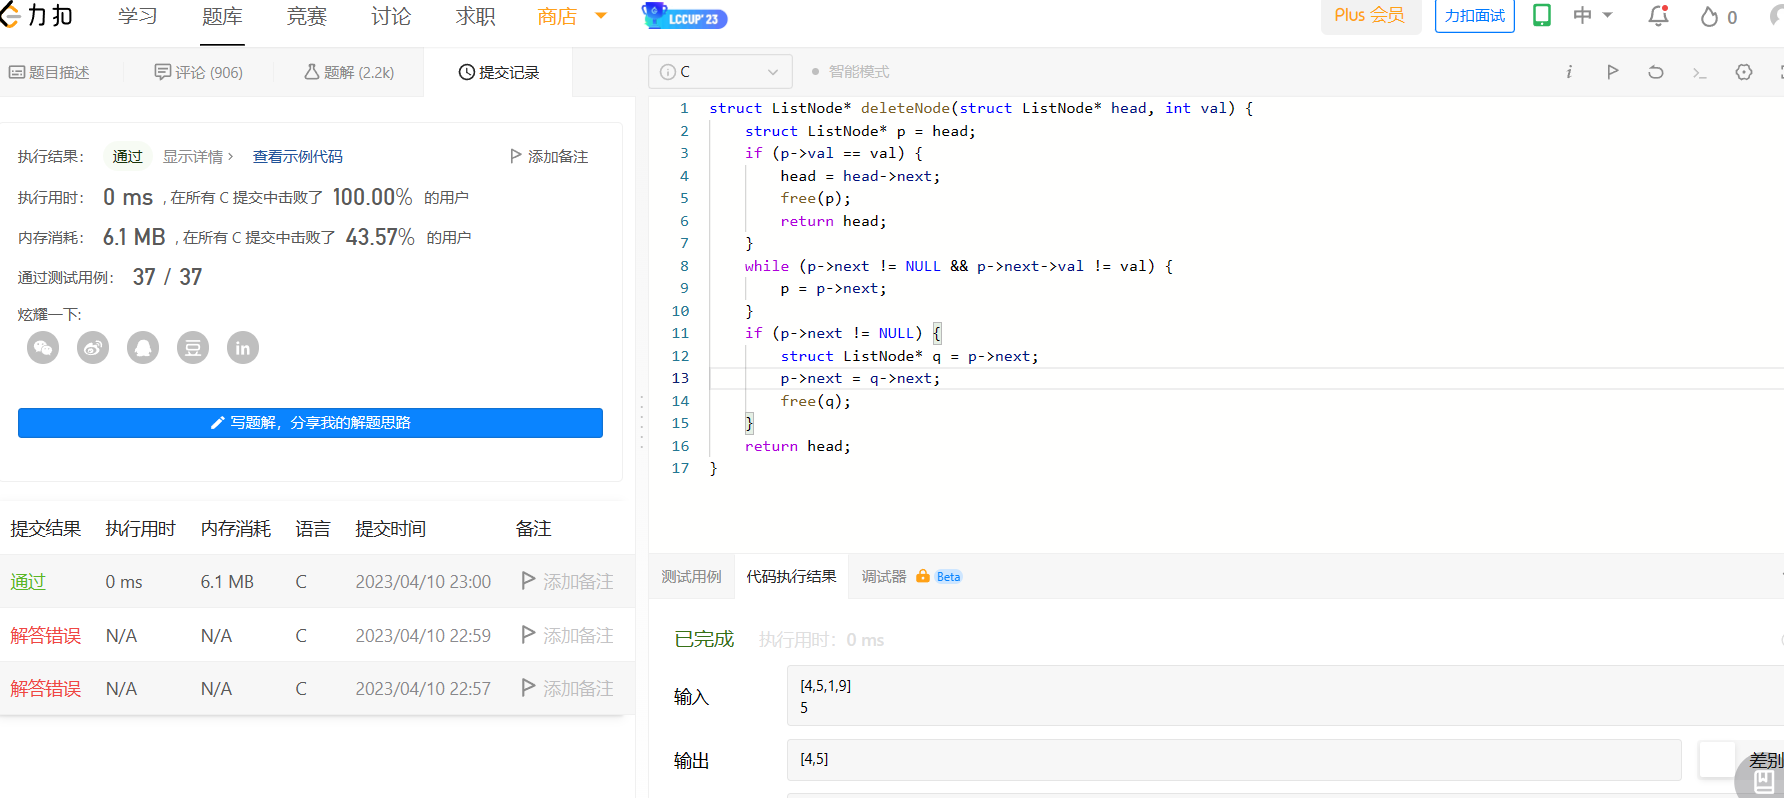 力扣 学习 题库 竞赛 讨论 求职 商店 LCCUP' 23 Plus 会员 力扣面试 中 0
题目描述 评论 (906) 题解 (2.2k) 提交记录
C 智能模式
执行结果： 通过 显示详情 > 查看示例代码 添加备注
执行用时： 0 ms , 在所有 C 提交中击败了 100.00% 的用户
内存消耗： 6.1 MB , 在所有 C 提交中击败了 43.57% 的用户
通过测试用例： 37 / 37
炫耀一下:
豆 in
写题解，分享我的解题思路
提交结果 执行用时 内存消耗 语言 提交时间 备注
通过 0 ms 6.1 MB C 2023/04/10 23:00 添加备注
解答错误 N/A N/A C 2023/04/10 22:59 添加备注
解答错误 N/A N/A C 2023/04/10 22:57 添加备注
1 struct ListNode* deleteNode(struct ListNode* head, int val) {
2 struct ListNode* p = head;
3 if (p->val == val) {
4 head = head->next;
5 free(p);
6 return head;
7 }
8 while (p->next != NULL && p->next->val != val) {
9 p = p->next;
10 }
11 if (p->next != NULL) {
12 struct ListNode* q = p->next;
13 p->next = q->next;
14 free(q);
15 }
16 return head;
17 }
测试用例 代码执行结果 调试器 Beta
已完成 执行用时：0 ms
输入
[4,5,1,9]
5
输出
[4,5]
差别